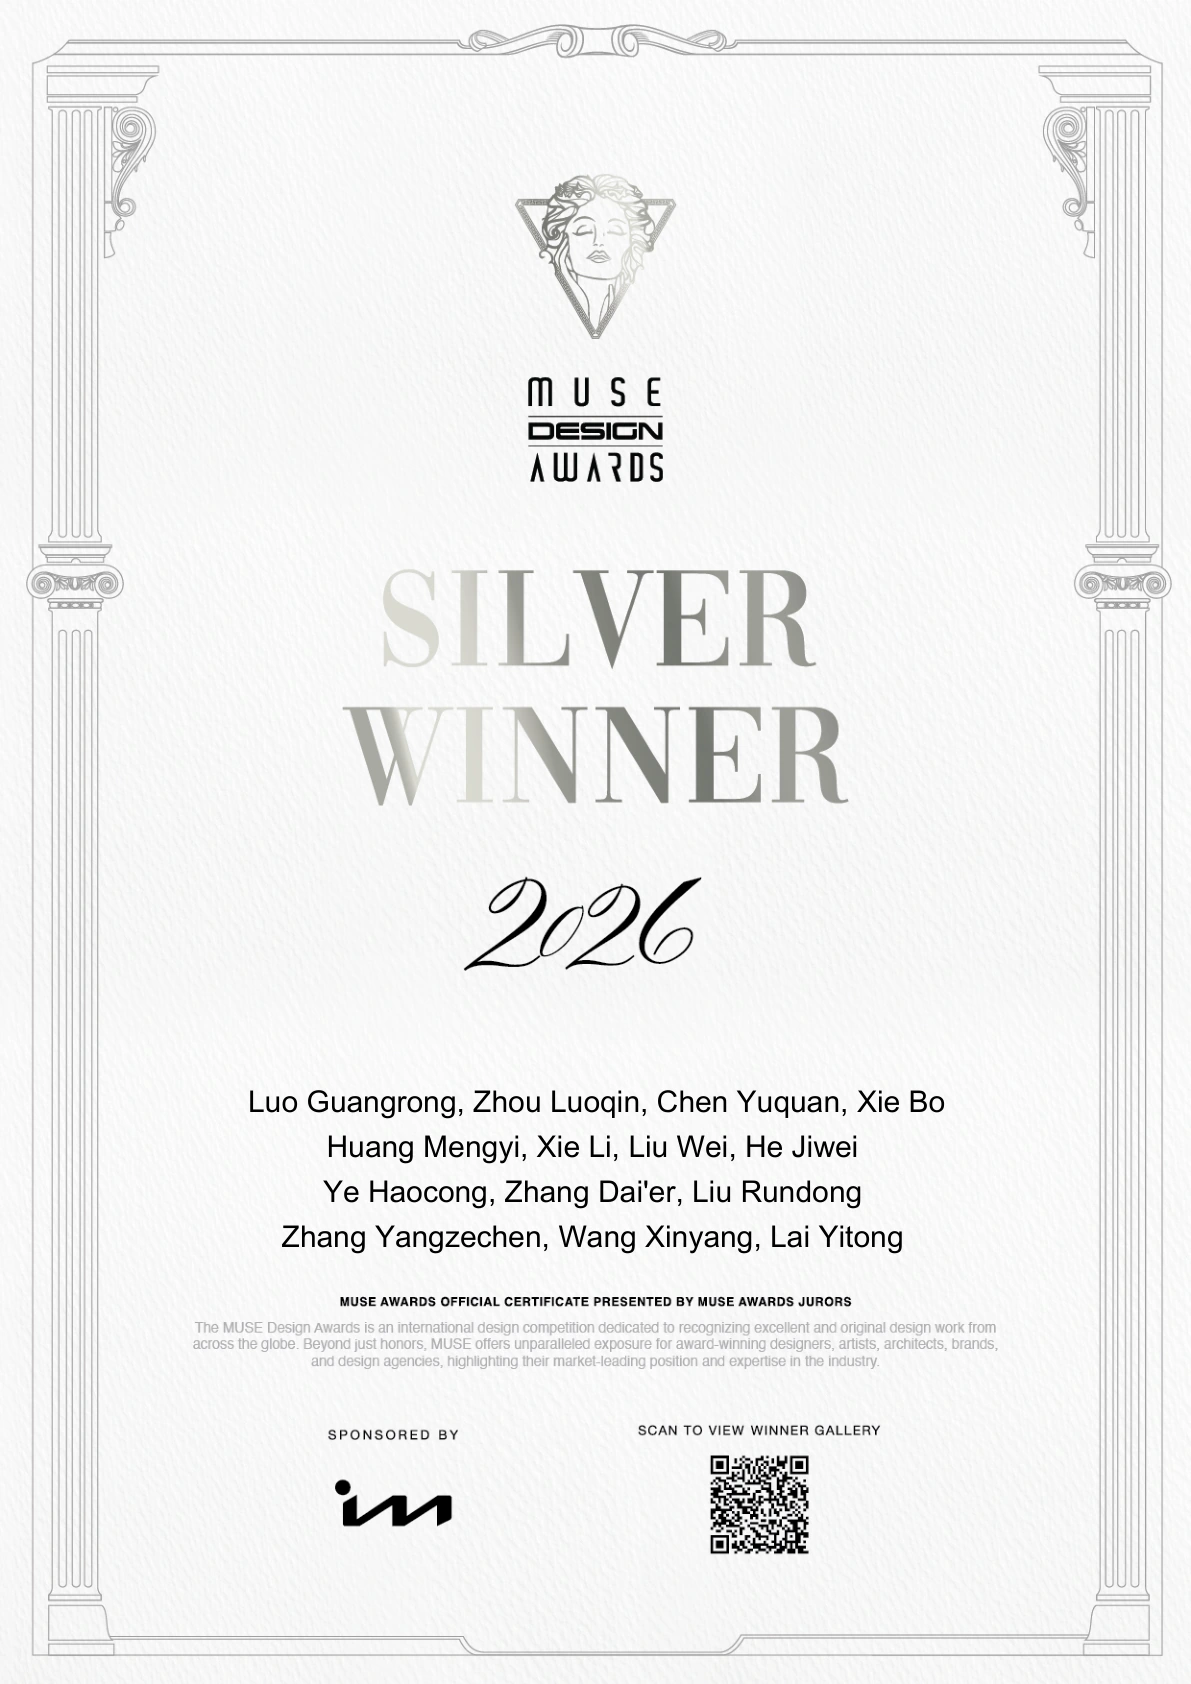 MUSE
DESIGN
AWARDS
SILVER
WINNER
2026
Luo Guangrong, Zhou Luoqin, Chen Yuquan, Xie Bo
Huang Mengyi, Xie Li, Liu Wei, He Jiwei
Ye Haocong, Zhang Dai'er, Liu Rundong
Zhang Yangzechen, Wang Xinyang, Lai Yitong
MUSE AWARDS OFFICIAL CERTIFICATE PRESENTED BY MUSE AWARDS JURORS
The MUSE Design Awards is an international design competition dedicated to recognizing excellent and original design work from
across the globe. Beyond just honors, MUSE offers unparalleled exposure for award-winning designers, artists, architects, brands,
and design agencies, highlighting their market-leading position and expertise in the industry.
SPONSORED BY
im
SCAN TO VIEW WINNER GALLERY